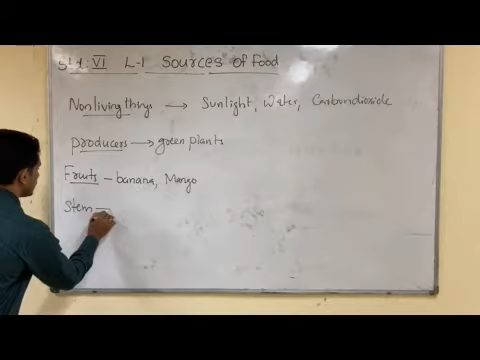 Std: VI L-1 Sources of Food
Nonliving things → Sunlight, Water, Carbondioxide
producers → green plants
Fruits - banana, Mango
Stem -